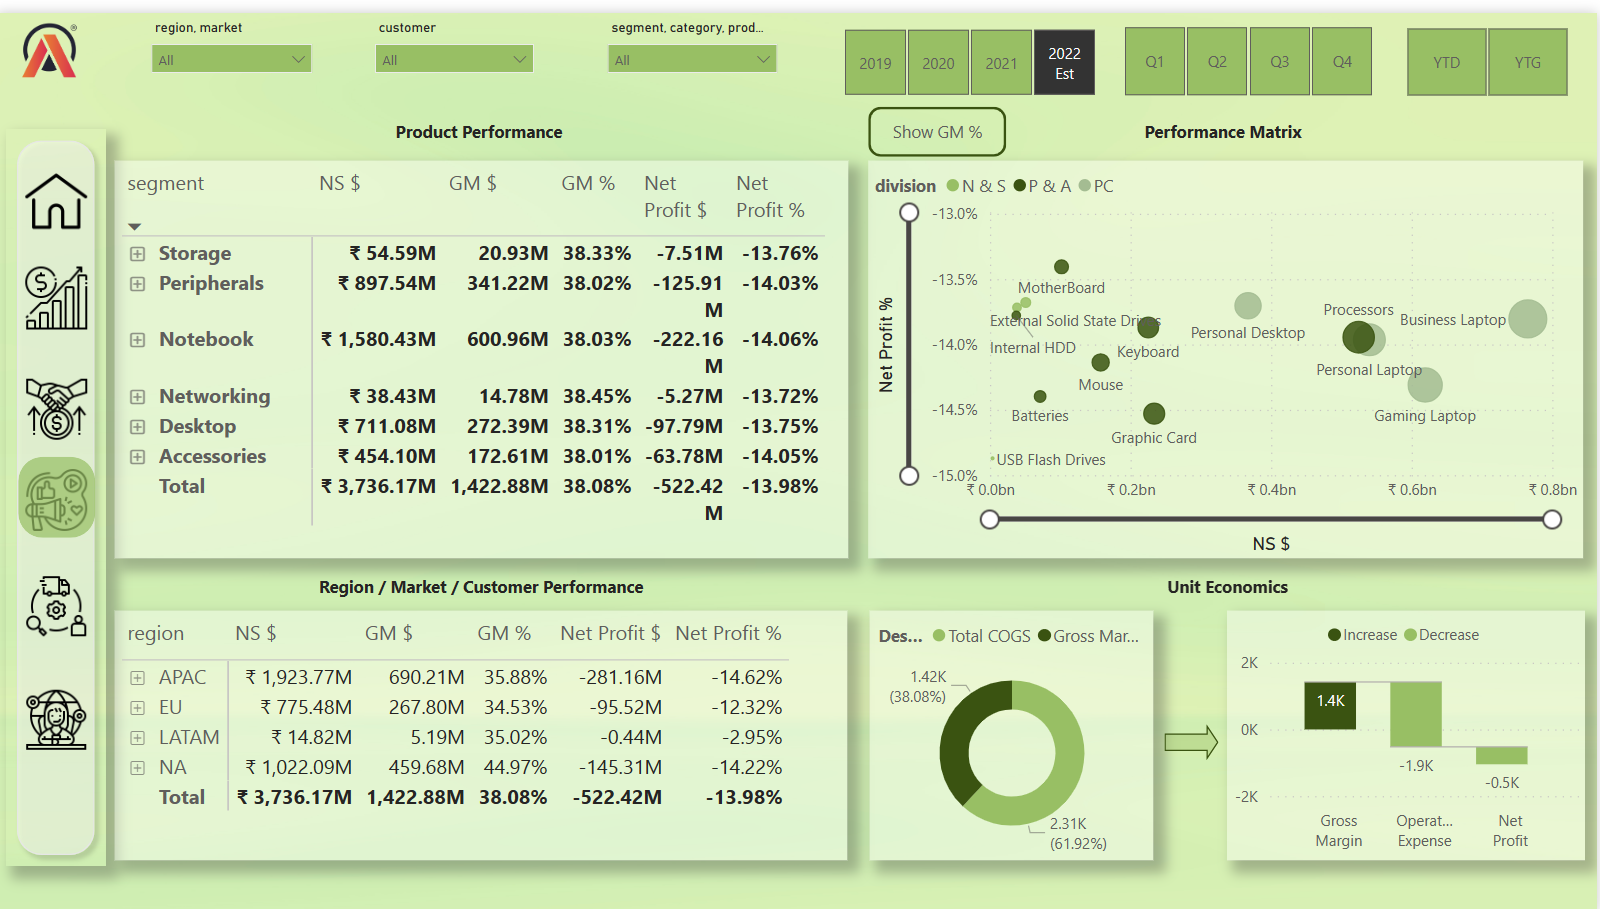 region, market
customer
segment, category, prod...
All
All
All
2019
2020
2021
2022
Est
Q1
Q2
Q3
Q4
YTD
YTG
Product Performance
Show GM %
Performance Matrix
segment NS $ GM $ GM % Net Profit $ Net Profit %
Storage ₹ 54.59M 20.93M 38.33% -7.51M -13.76%
Peripherals ₹ 897.54M 341.22M 38.02% -125.91 M -14.03%
Notebook ₹ 1,580.43M 600.96M 38.03% -222.16 M -14.06%
Networking ₹ 38.43M 14.78M 38.45% -5.27M -13.72%
Desktop ₹ 711.08M 272.39M 38.31% -97.79M -13.75%
Accessories ₹ 454.10M 172.61M 38.01% -63.78M -14.05%
Total ₹ 3,736.17M 1,422.88M 38.08% -522.42 M -13.98%
division N & S P & A PC
Net Profit %
-13.0%
-13.5%
-14.0%
-14.5%
-15.0%
MotherBoard
External Solid State Drives
Internal HDD
Keyboard
Mouse
Batteries
Graphic Card
USB Flash Drives
Personal Desktop
Processors
Business Laptop
Personal Laptop
Gaming Laptop
₹ 0.0bn
₹ 0.2bn
₹ 0.4bn
₹ 0.6bn
₹ 0.8bn
NS $
Region / Market / Customer Performance
Unit Economics
region NS $ GM $ GM % Net Profit $ Net Profit %
APAC ₹ 1,923.77M 690.21M 35.88% -281.16M -14.62%
EU ₹ 775.48M 267.80M 34.53% -95.52M -12.32%
LATAM ₹ 14.82M 5.19M 35.02% -0.44M -2.95%
NA ₹ 1,022.09M 459.68M 44.97% -145.31M -14.22%
Total ₹ 3,736.17M 1,422.88M 38.08% -522.42M -13.98%
Des... Total COGS Gross Mar...
1.42K
(38.08%)
2.31K
(61.92%)
Increase Decrease
2K
0K
-2K
1.4K
-1.9K
-0.5K
Gross
Margin
Operat...
Expense
Net
Profit